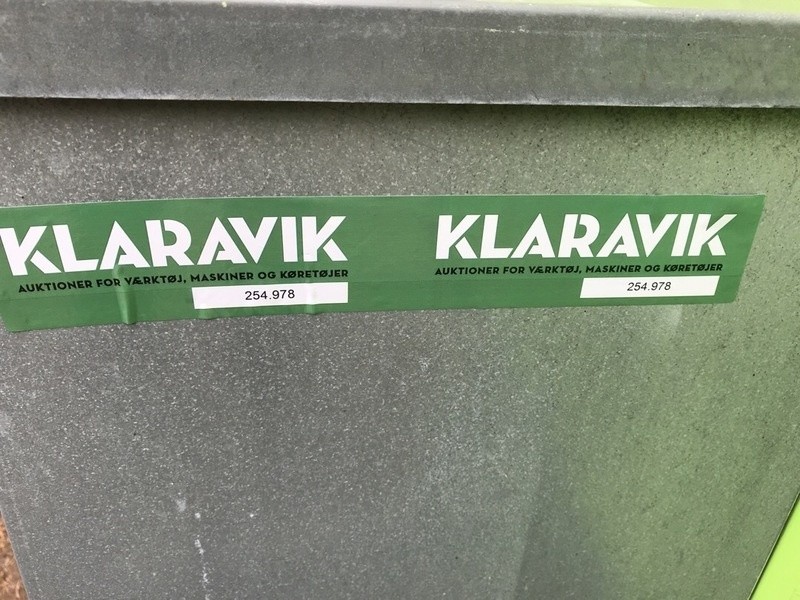 KLARAVIK
AUKTIONER FOR VÆRKTØJ, MASKINER OG KØRETØJER
254.978
KLARAVIK
AUKTIONER FOR VÆRKTØJ, MASKINER OG KØRETØJER
254.978